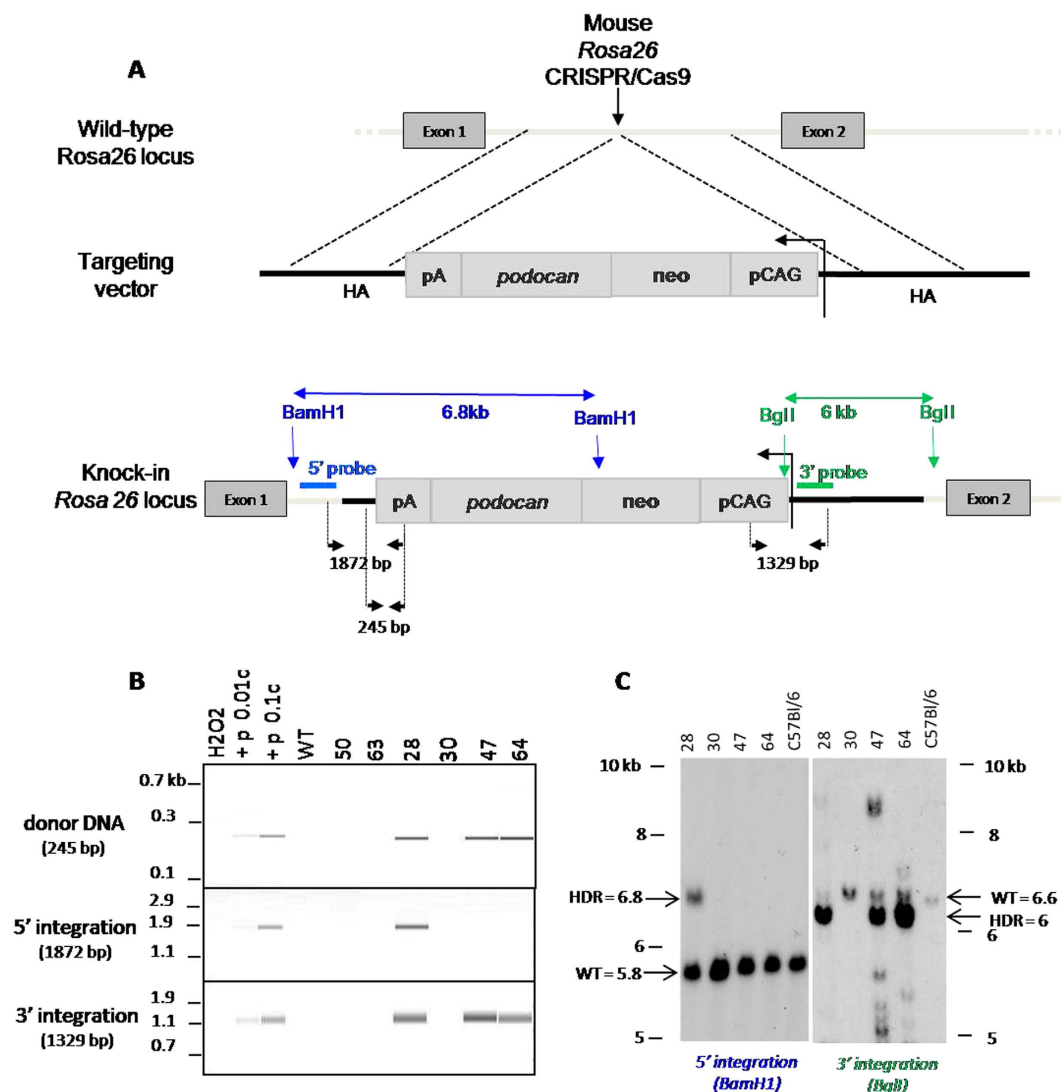 A
Mouse
Rosa26
CRISPR/Cas9
Wild-type
Rosa26 locus
Exon 1
Exon 2
Targeting
vector
HA
pA
podocan
neo
pCAG
HA
BamH1
6.8kb
BamH1
BglI
6 kb
BglI
5' probe
3' probe
Knock-in
Rosa 26 locus
Exon 1
pA
podocan
neo
pCAG
Exon 2
1872 bp
1329 bp
245 bp
B
H2O2
+ p 0.01c
+ p 0.1c
WT
50
63
28
30
47
64
donor DNA
(245 bp)
0.7 kb
0.3
0.1
5' integration
(1872 bp)
2.9
1.9
1.1
3' integration
(1329 bp)
1.9
1.1
0.7
C
28
30
47
64
C57Bl/6
28
30
47
64
C57Bl/6
10 kb
8
HDR = 6.8
6
WT = 5.8
5
10 kb
8
WT = 6.6
HDR = 6
6
5
5' integration
(BamH1)
3' integration
(BglI)